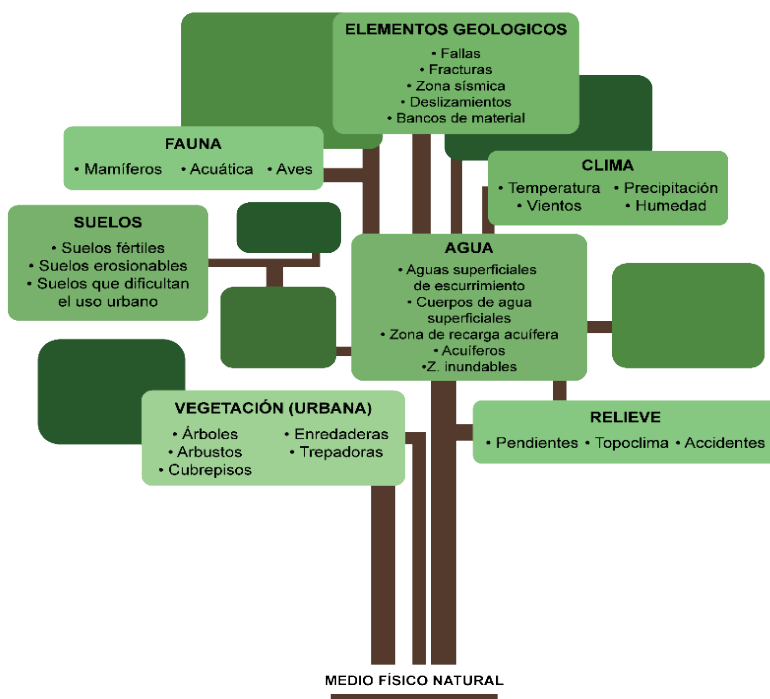 ELEMENTOS GEOLOGICOS
• Fallas
• Fracturas
• Zona sísmica
• Deslizamientos
• Bancos de material
FAUNA
• Mamíferos • Acuática • Aves
CLIMA
• Temperatura • Precipitación
• Vientos • Humedad
SUELOS
• Suelos fértiles
• Suelos erosionables
• Suelos que dificultan
el uso urbano
AGUA
• Aguas superficiales
de escurrimiento
• Cuerpos de agua
superficiales
• Zona de recarga acuífera
• Acuíferos
•Z. inundables
VEGETACIÓN (URBANA)
• Árboles • Enredaderas
• Arbustos • Trepadoras
• Cubrepisos
RELIEVE
• Pendientes • Topoclima • Accidentes
MEDIO FÍSICO NATURAL